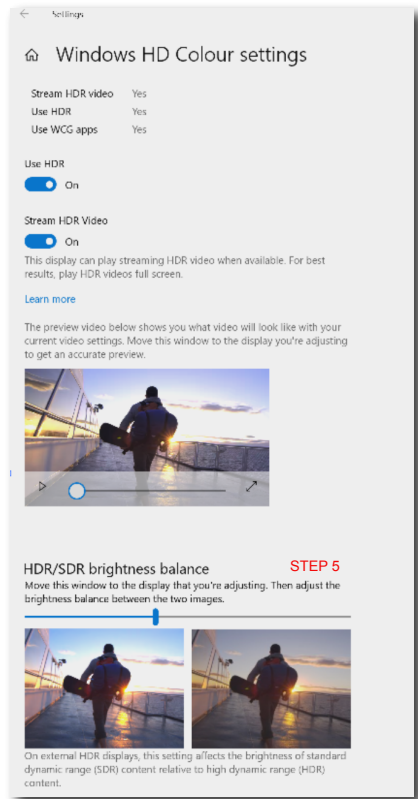 Settings
Windows HD Colour settings
Stream HDR video Yes
Use HDR Yes
Use WCG apps Yes
Use HDR
On
Stream HDR Video
On
This display can play streaming HDR video when available. For best
results, play HDR videos full screen.
Learn more
The preview video below shows you what video will look like with your
current video settings. Move this window to the display you're adjusting
to get an accurate preview.
HDR/SDR brightness balance STEP 5
Move this window to the display that you're adjusting. Then adjust the
brightness balance between the two images.
On external HDR displays, this setting affects the brightness of standard
dynamic range (SDR) content relative to high dynamic range (HDR)
content.